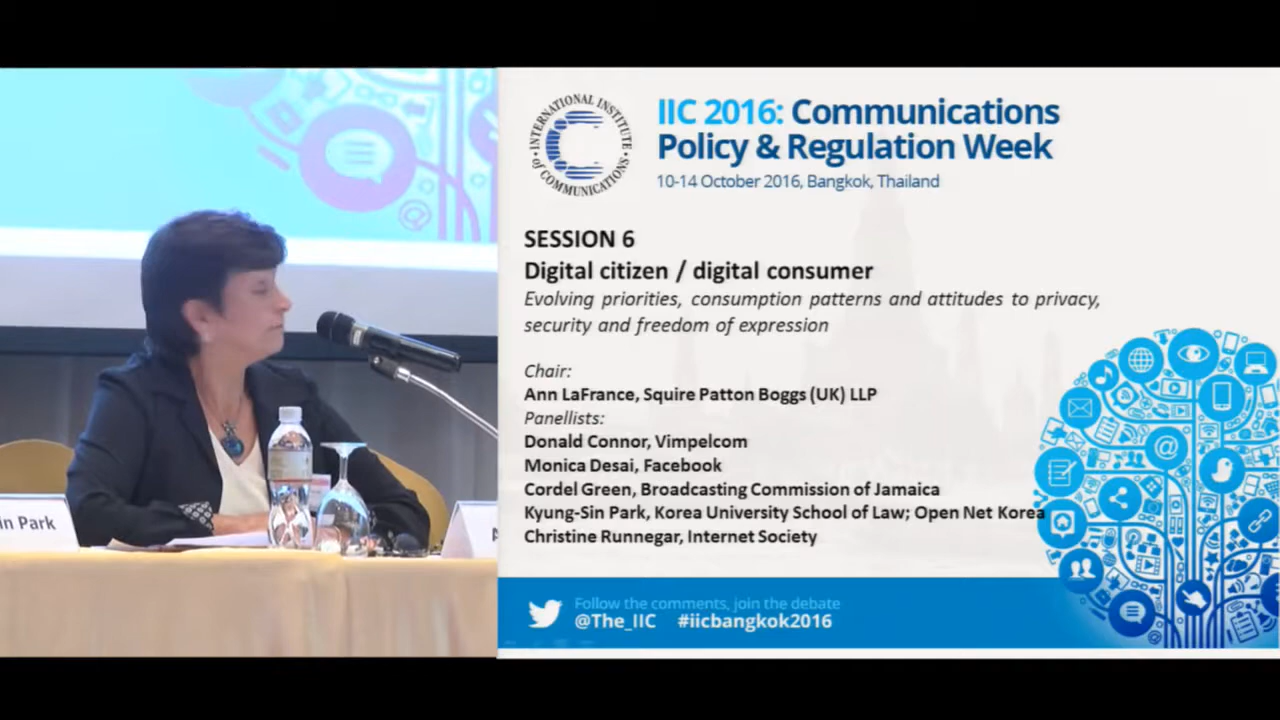 in Park
INTERNATIONAL INSTITUTE
of COMMUNICATIONS
IIC 2016: Communications
Policy & Regulation Week
10-14 October 2016, Bangkok, Thailand
SESSION 6
Digital citizen / digital consumer
Evolving priorities, consumption patterns and attitudes to privacy,
security and freedom of expression
Chair:
Ann LaFrance, Squire Patton Boggs (UK) LLP
Panellists:
Donald Connor, Vimpelcom
Monica Desai, Facebook
Cordel Green, Broadcasting Commission of Jamaica
Kyung-Sin Park, Korea University School of Law; Open Net Korea
Christine Runnegar, Internet Society
Follow the comments, join the debate
@The_IIC #iicbangkok2016